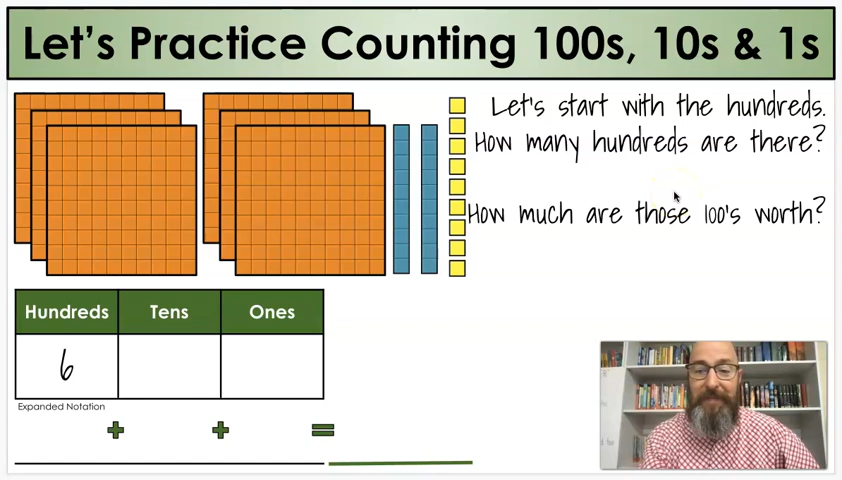 Let's Practice Counting 100s, 10s & 1s
Let's start with the hundreds.
How many hundreds are there?
How much are those 100's worth?
Hundreds Tens Ones
6
Expanded Notation
+ + =